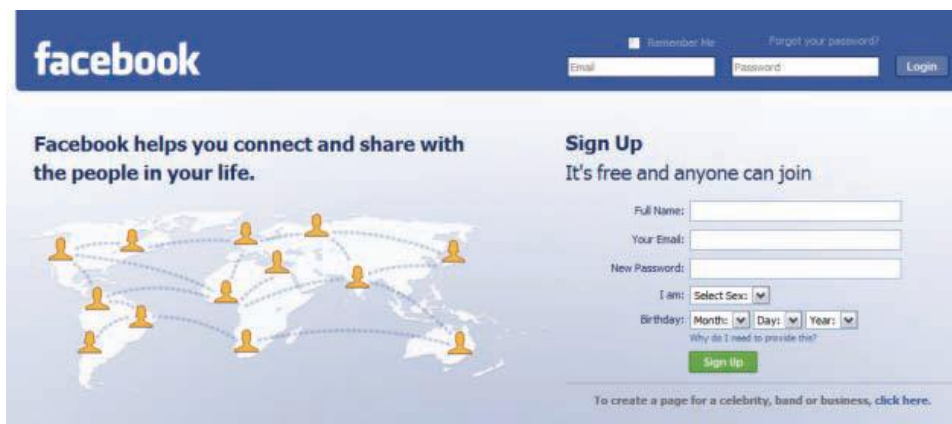 facebook
Remember Me
Forgot your password?
Email
Password
Login
Facebook helps you connect and share with
the people in your life.
Sign Up
It's free and anyone can join
Full Name:
Your Email:
New Password:
I am: Select Sex:
Birthday: Month: Day: Year:
Why do I need to provide this?
Sign Up
To create a page for a celebrity, band or business, click here.